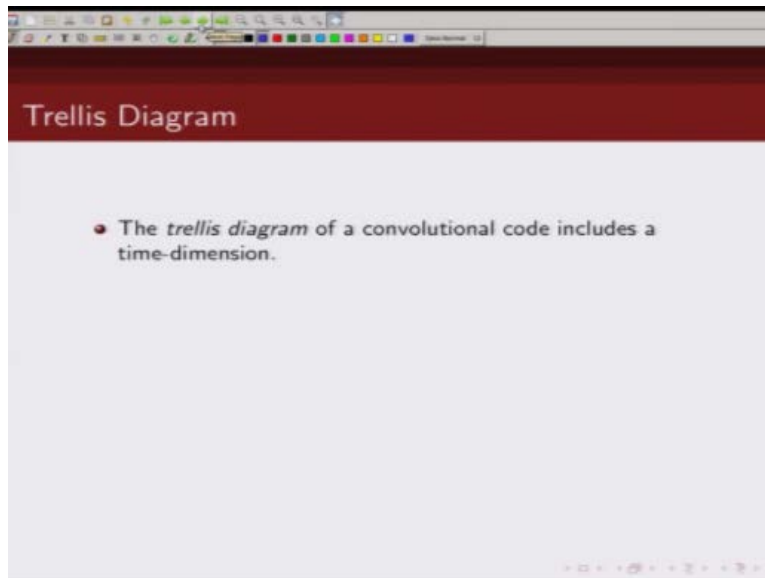 Trellis Diagram
The trellis diagram of a convolutional code includes a
time-dimension.